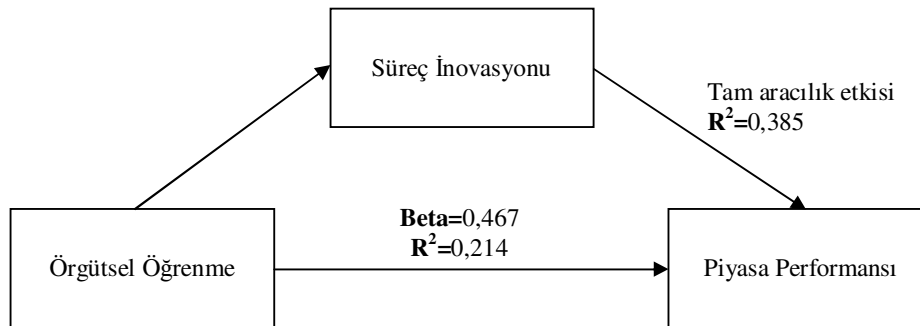 Süreç İnovasyonu
Tam aracılık etkisi
R²=0,385
Beta=0,467
R²=0,214
Örgütsel Öğrenme
Piyasa Performansı